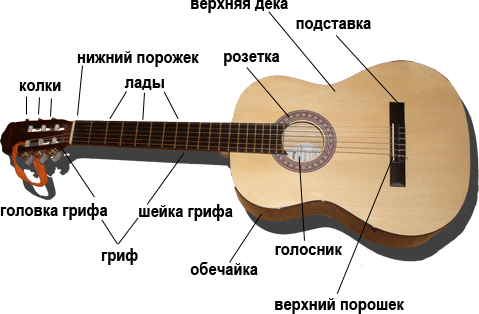 верхняя дека
подставка
нижний порожек
розетка
лады
колки
головка грифа
шейка грифа
гриф
голосник
обечайка
верхний порошек